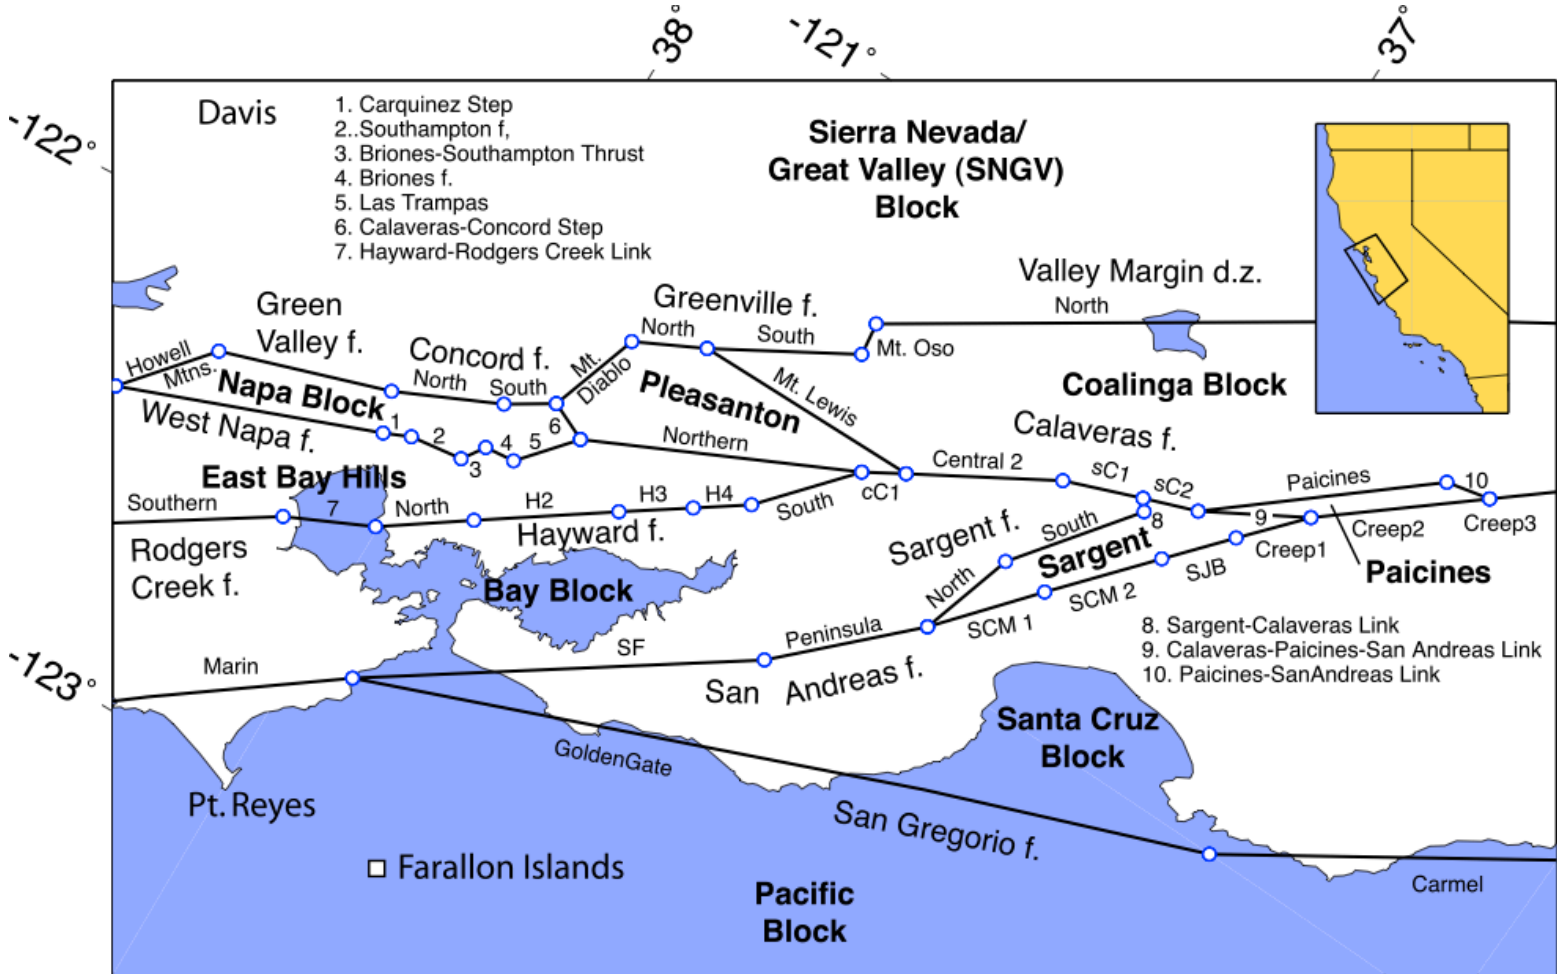 38°
-121°
37°
-122°
Davis
1. Carquinez Step
2..Southampton f,
3. Briones-Southampton Thrust
4. Briones f.
5. Las Trampas
6. Calaveras-Concord Step
7. Hayward-Rodgers Creek Link
Sierra Nevada/
Great Valley (SNGV)
Block
Valley Margin d.z.
North
Green
Valley f.
Greenville f.
North
South
Mt. Oso
Howell
Mtns.
Concord f.
North
South
Mt.
Diablo
Napa Block
Pleasanton
Mt. Lewis
Coalinga Block
West Napa f.
1
2
3
4
5
6
Northern
Calaveras f.
Central 2
sC1
sC2
cC1
Paicines
10
East Bay Hills
Southern
7
North
H2
H3
H4
South
Hayward f.
Rodgers
Creek f.
Sargent f.
South
8
9
Creep2
Creep3
Sargent
Creep1
Paicines
North
SJB
SCM 2
SCM 1
Bay Block
SF
Peninsula
8. Sargent-Calaveras Link
9. Calaveras-Paicines-San Andreas Link
10. Paicines-SanAndreas Link
-123°
Marin
San Andreas f.
Santa Cruz
Block
GoldenGate
Pt. Reyes
San Gregorio f.
Farallon Islands
Carmel
Pacific
Block